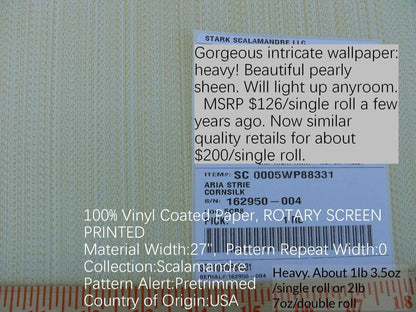 STARK SCALAMANDRE LLC
Gorgeous intricate wallpaper:
heavy! Beautiful pearly
sheen. Will light up anyroom.
MSRP $126/single roll a few
years ago. Now similar
quality retails for about
$200/single roll.
ITEM#: SC 0005WP88331
ARIA STRIE
CORNSILK
S/N: 162950-004
PICK:
100% Vinyl Coated Paper, ROTARY SCREEN
PRINTED
Material Width:27", Pattern Repeat Width:0
Collection:Scalamandre
Pattern Alert:Pretrimmed
Country of Origin:USA
Heavy. About 1lb 3.5oz
/single roll or 2lb
7oz/double roll